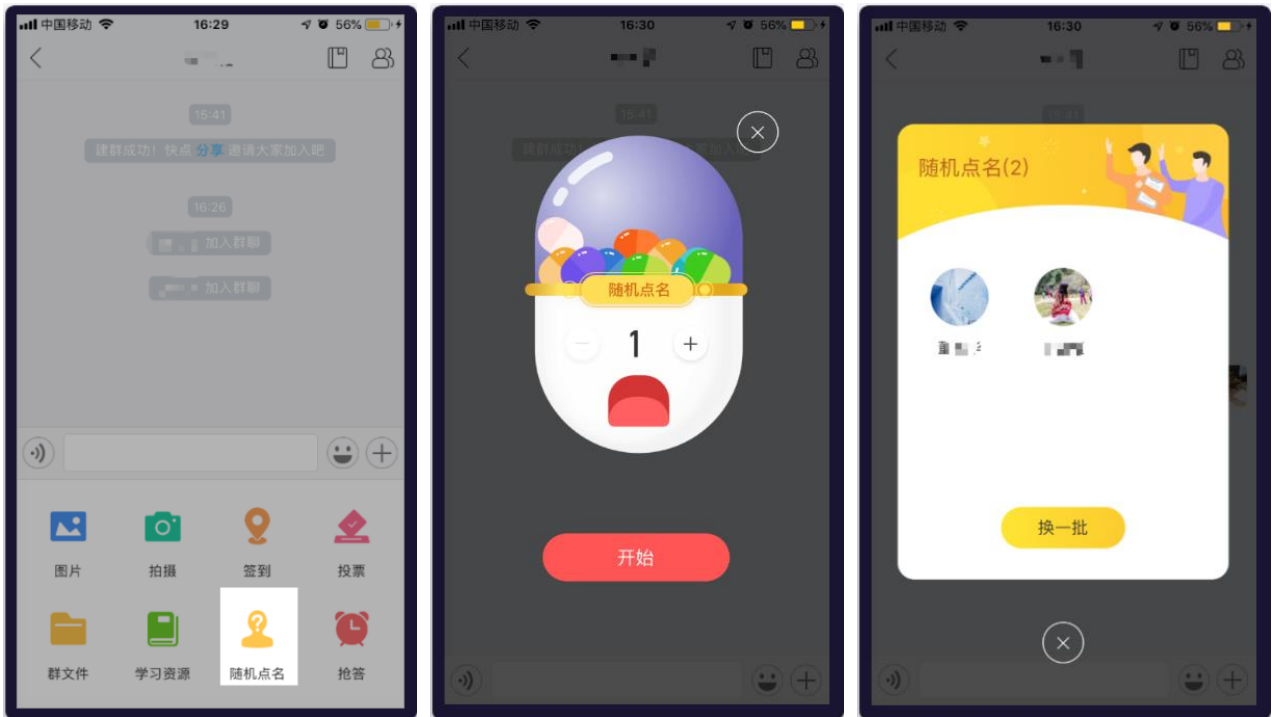 中国移动 16:29 56%
15:41
建群成功！快点 分享 邀请大家加入吧
16:26
加入群聊
加入群聊
图片 拍摄 签到 投票
群文件 学习资源 随机点名 抢答
中国移动 16:30 56%
15:41
随机点名
1
开始
中国移动 16:30 56%
15:41
随机点名(2)
换一批